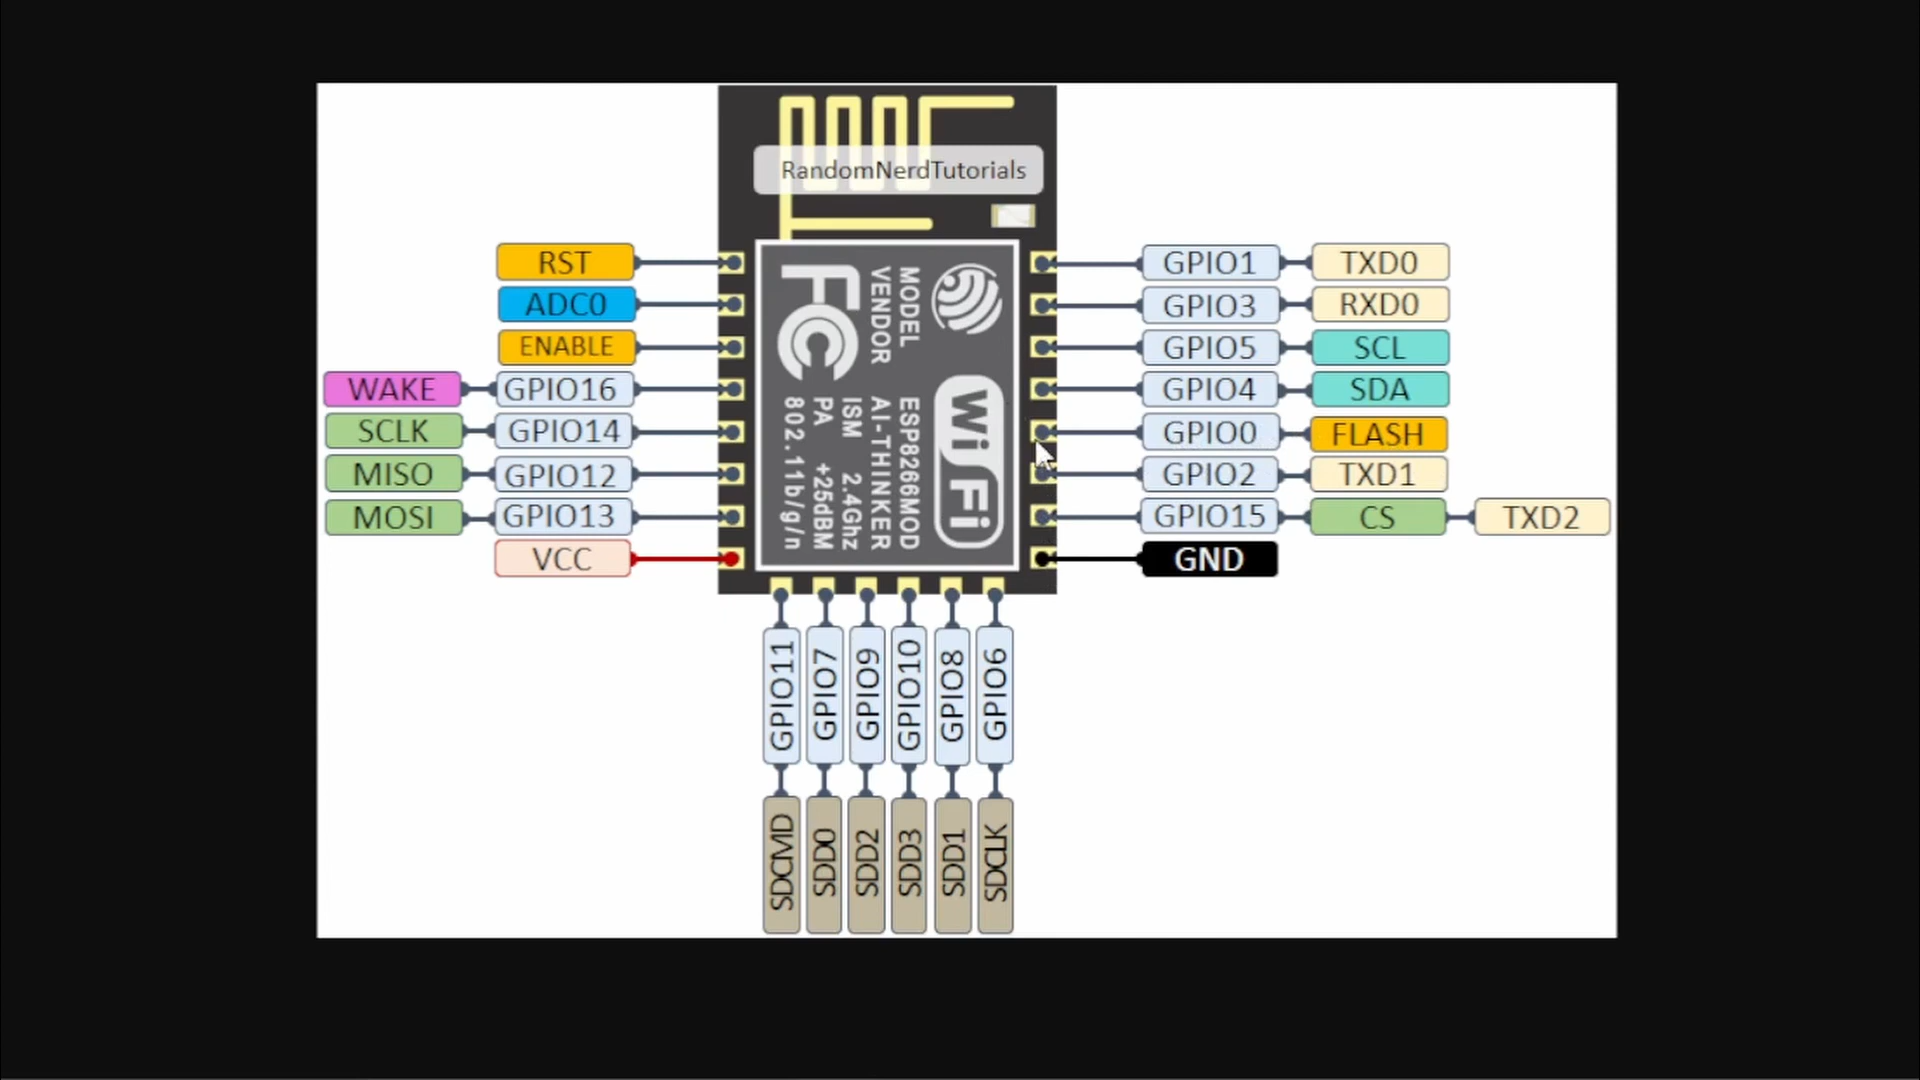 RandomNerdTutorials
RST
ADC0
ENABLE
WAKE GPIO16
SCLK GPIO14
MISO GPIO12
MOSI GPIO13
VCC
FC
MODEL
VENDOR
ESP8266MOD
AI-THINKER
ISM 2.4Ghz
PA +25dBM
802.11b/g/n
WiFi
GPIO1 TXD0
GPIO3 RXD0
GPIO5 SCL
GPIO4 SDA
GPIO0 FLASH
GPIO2 TXD1
GPIO15 CS TXD2
GND
GPIO11 SDCMD
GPIO7 SDD0
GPIO9 SDD2
GPIO10 SDD3
GPIO8 SDD1
GPIO6 SDCLK